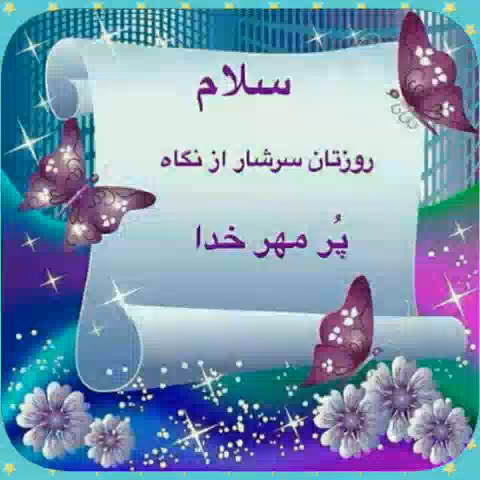 سلام
روزتان سرشار از نگاه
پُر مهر خدا